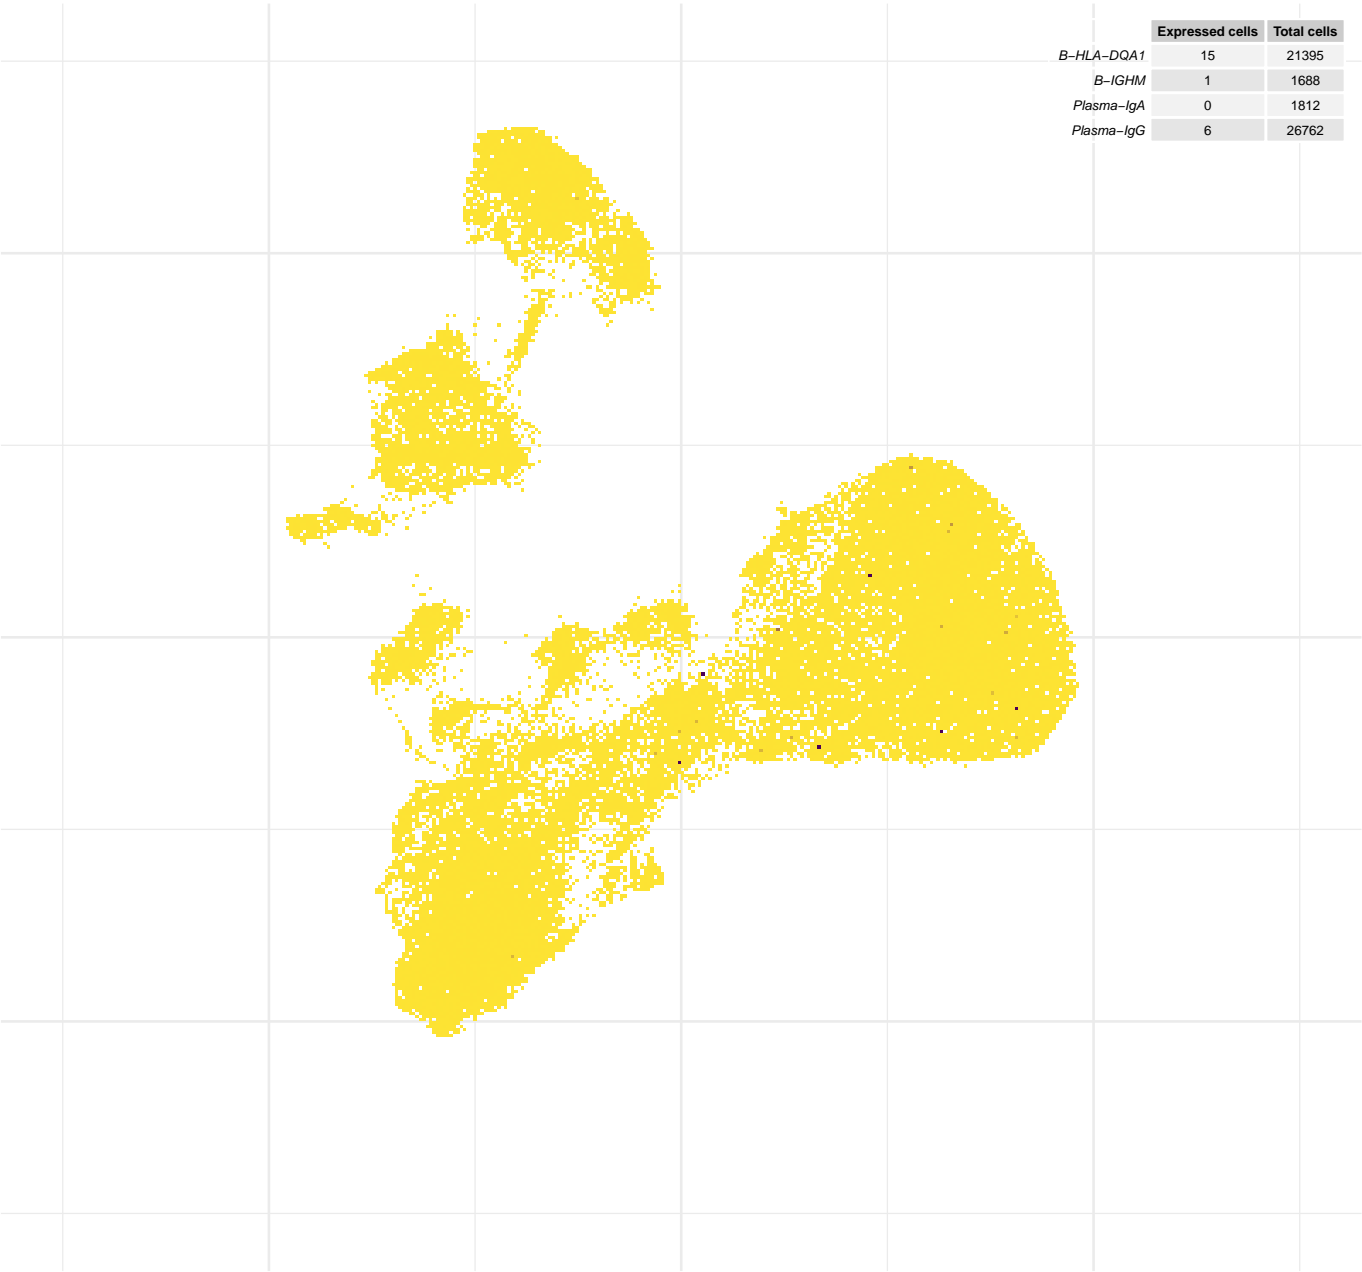 Expressed cells Total cells
B-HLA-DQA1 15 21395
B-IGHM 1 1688
Plasma-IgA 0 1812
Plasma-IgG 6 26762